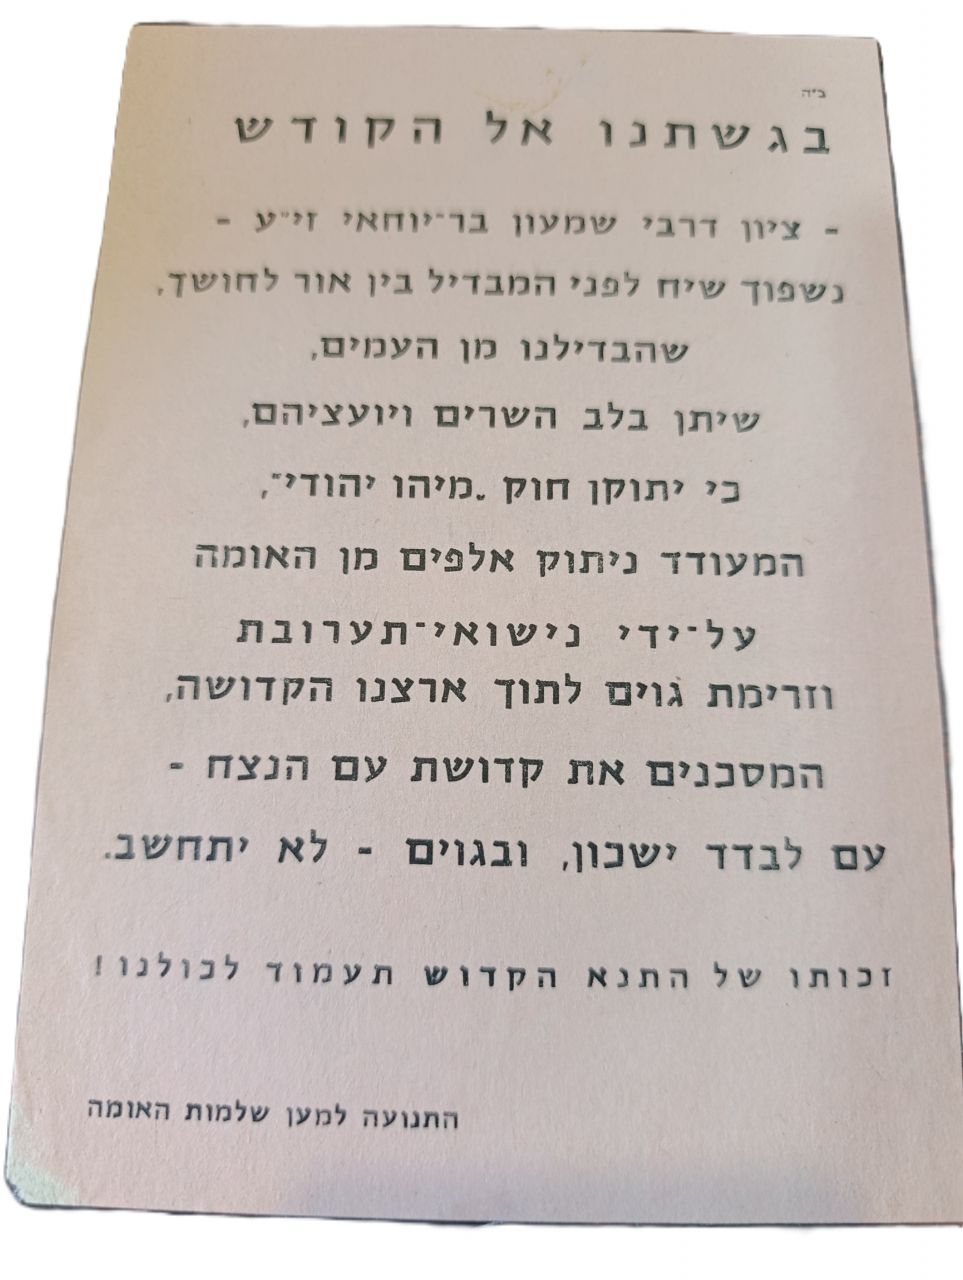 ב"ה
בגשתנו אל הקודש
- ציון דרבי שמעון בר־יוחאי זי"ע -
נשפוך שיח לפני המבדיל בין אור לחושך,
שהבדילנו מן העמים,
שיתן בלב השרים ויועציהם,
כי יתוקן חוק „מיהו יהודי",
המעודד ניתוק אלפים מן האומה
על־ידי נישואי־תערובת
וזרימת גוים לתוך ארצנו הקדושה,
המסכנים את קדושת עם הנצח -
עם לבדד ישכון, ובגוים - לא יתחשב.
זכותו של התנא הקדוש תעמוד לכולנו!
התנועה למען שלמות האומה